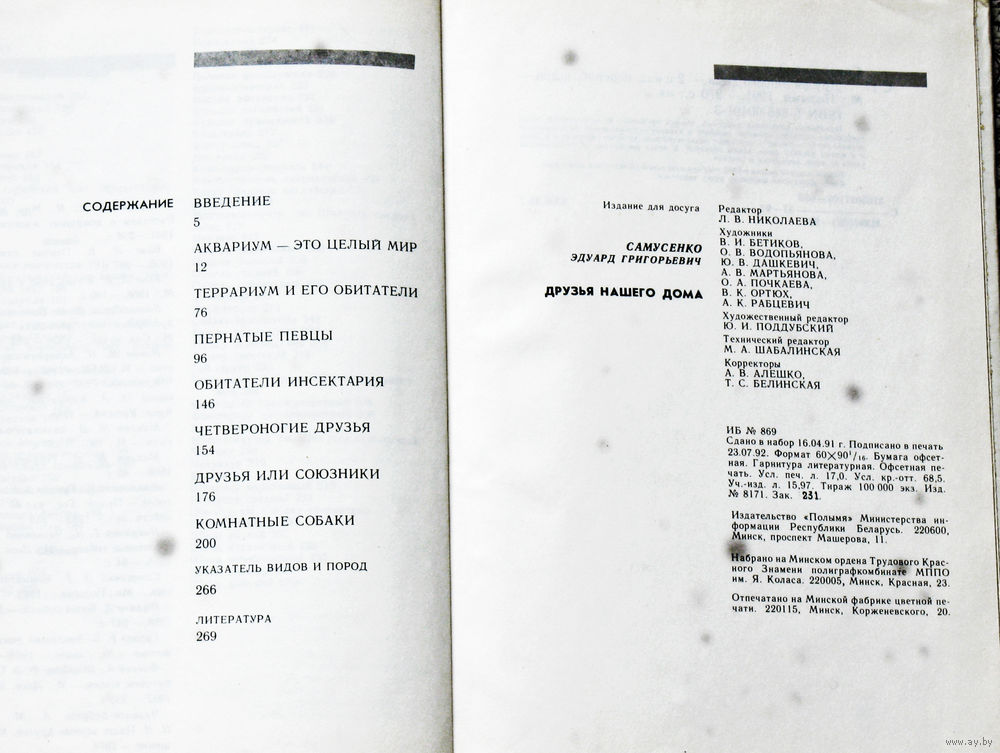 СОДЕРЖАНИЕ
ВВЕДЕНИЕ
5
АКВАРИУМ — ЭТО ЦЕЛЫЙ МИР
12
ТЕРРАРИУМ И ЕГО ОБИТАТЕЛИ
76
ПЕРНАТЫЕ ПЕВЦЫ
96
ОБИТАТЕЛИ ИНСЕКТАРИЯ
146
ЧЕТВЕРОНОГИЕ ДРУЗЬЯ
154
ДРУЗЬЯ ИЛИ СОЮЗНИКИ
176
КОМНАТНЫЕ СОБАКИ
200
УКАЗАТЕЛЬ ВИДОВ И ПОРОД
266
ЛИТЕРАТУРА
269
Издание для досуга
САМУСЕНКО
ЭДУАРД ГРИГОРЬЕВИЧ
ДРУЗЬЯ НАШЕГО ДОМА
Редактор
Л. В. НИКОЛАЕВА
Художники
В. И. БЕТИКОВ,
О. В. ВОДОПЬЯНОВА,
Ю. В. ДАШКЕВИЧ,
А. В. МАРТЬЯНОВА,
О. А. ПОЧКАЕВА,
В. К. ОРТЮХ,
А. К. РАБЦЕВИЧ
Художественный редактор
Ю. И. ПОДДУБСКИЙ
Технический редактор
М. А. ШАБАЛИНСКАЯ
Корректоры
А. В. АЛЕШКО,
Т. С. БЕЛИНСКАЯ
ИБ № 869
Сдано в набор 16.04.91 г. Подписано в печать
23.07.92. Формат 60×90¹/₁₆. Бумага офсет-
ная. Гарнитура литературная. Офсетная пе-
чать. Усл. печ. л. 17,0. Усл. кр.-отт. 68,5.
Уч.-изд. л. 15,97. Тираж 100 000 экз. Изд.
№ 8171. Зак. 231.
Издательство «Полымя» Министерства ин-
формации Республики Беларусь. 220600,
Минск, проспект Машерова, 11.
Набрано на Минском ордена Трудового Крас-
ного Знамени полиграфкомбинате МППО
им. Я. Коласа. 220005, Минск, Красная, 23.
Отпечатано на Минской фабрике цветной пе-
чати. 220115, Минск, Корженевского, 20.
www.ay.by